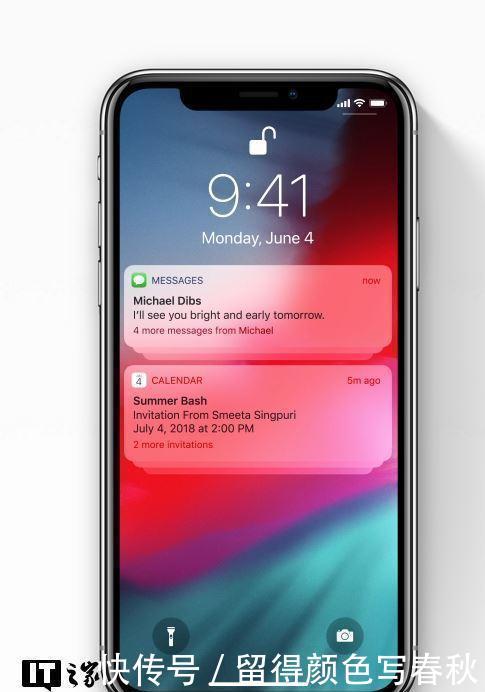 9:41
Monday, June 4
MESSAGES now
Michael Dibs
I'll see you bright and early tomorrow.
4 more messages from Michael
4
CALENDAR 5m ago
Summer Bash
Invitation From Smeeta Singpuri
July 4, 2018 at 2:00 PM
2 more invitations
IT之家
快传号 / 留得颜色写春秋